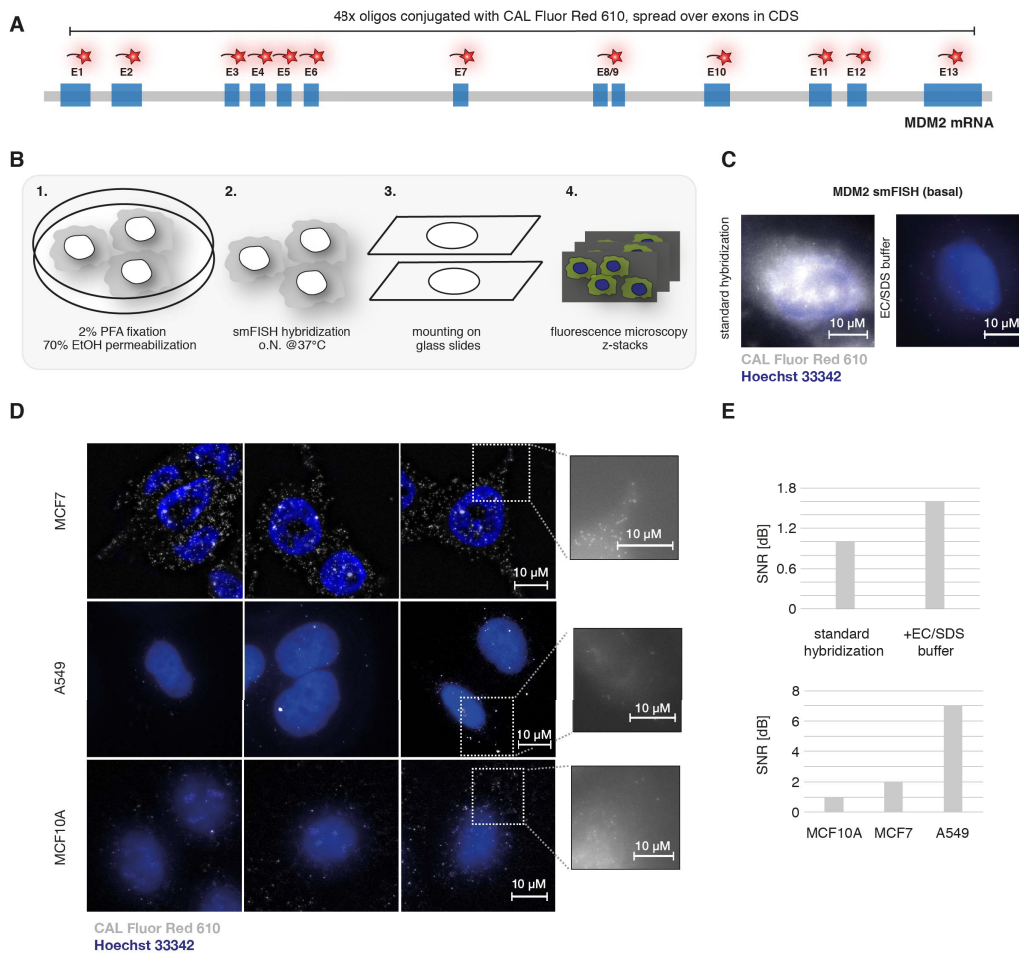 A
48x oligos conjugated with CAL Fluor Red 610, spread over exons in CDS
E1 E2 E3 E4 E5 E6 E7 E8/9 E10 E11 E12 E13
MDM2 mRNA
B
1. 2. 3. 4.
2% PFA fixation
70% EtOH permeabilization
smFISH hybridization
o.N. @37°C
mounting on
glass slides
fluorescence microscopy
z-stacks
C
MDM2 smFISH (basal)
standard hybridization
10 µM
EC/SDS buffer
10 µM
CAL Fluor Red 610
Hoechst 33342
D
MCF7
10 µM
10 µM
A549
10 µM
10 µM
MCF10A
10 µM
10 µM
CAL Fluor Red 610
Hoechst 33342
E
SNR [dB]
1.8
1.2
0.6
0
standard
hybridization
+EC/SDS
buffer
SNR [dB]
8
6
4
2
0
MCF10A MCF7 A549